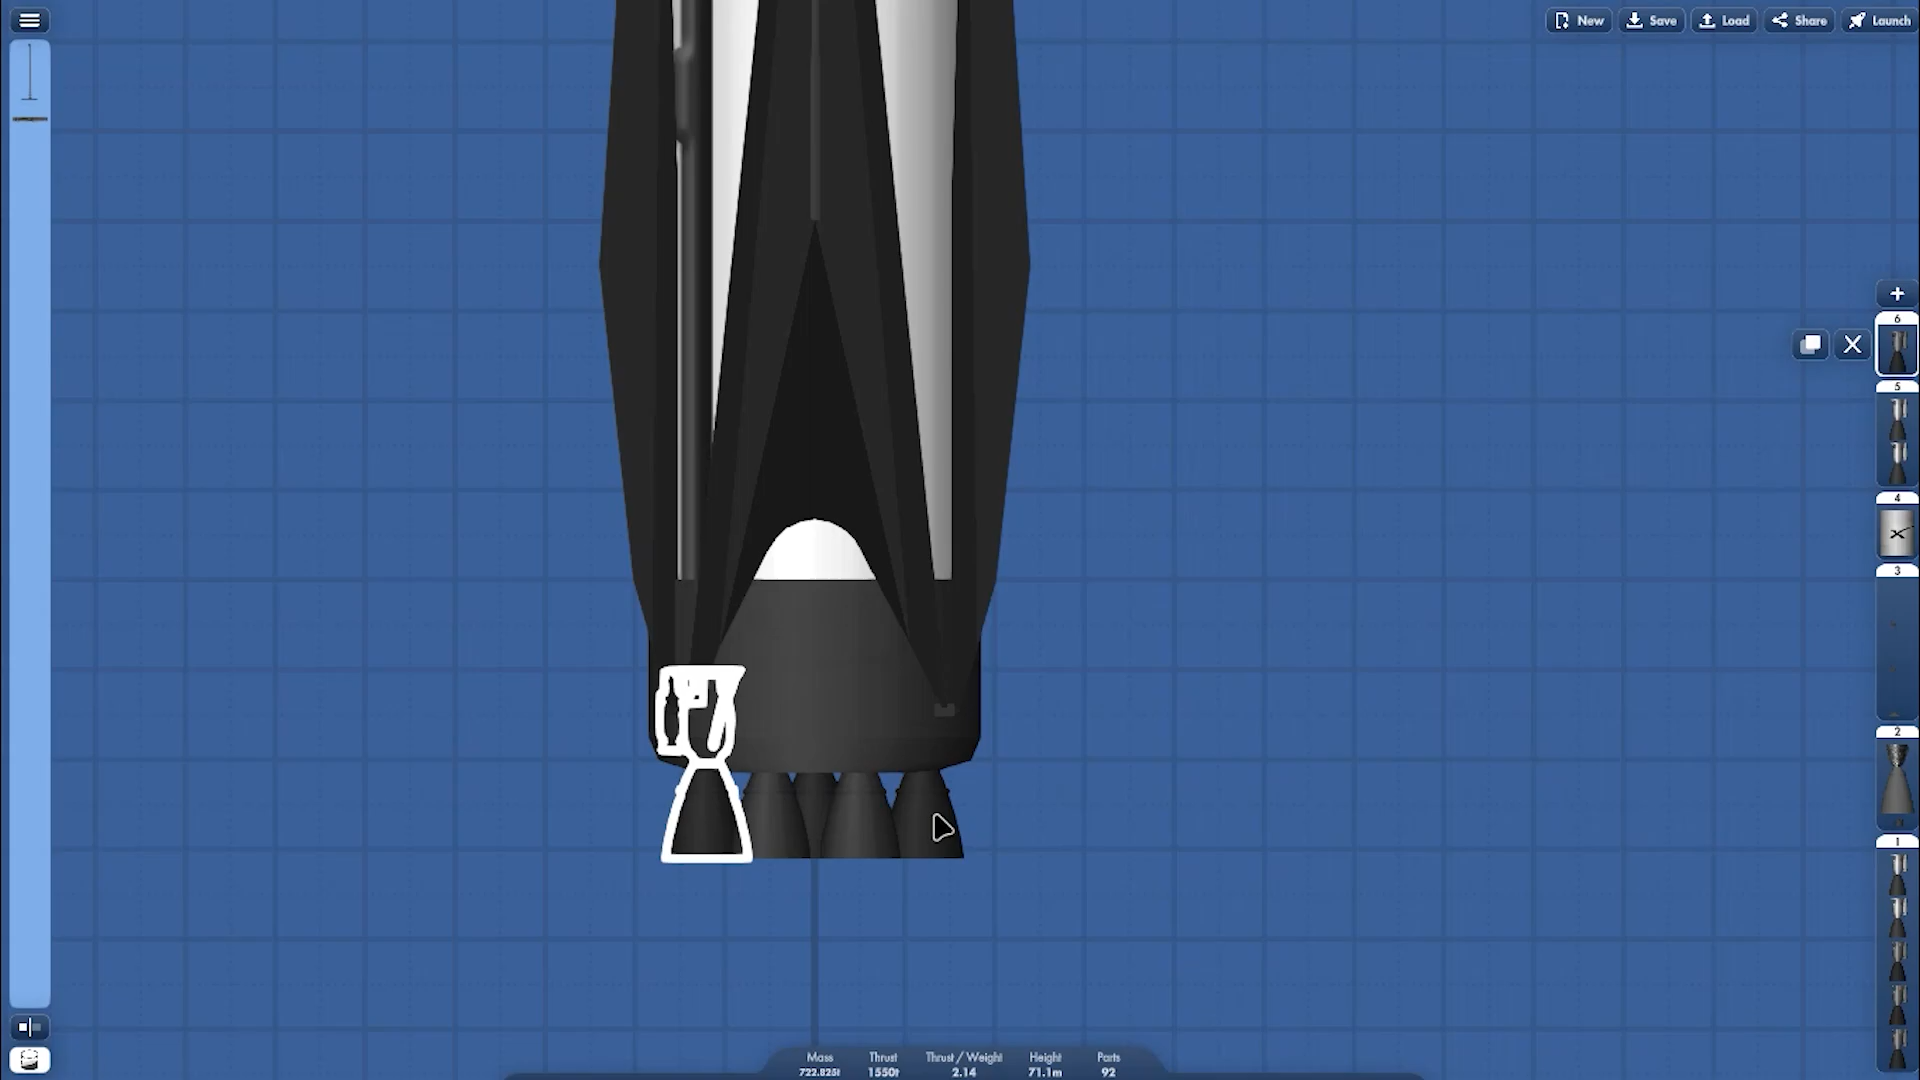 New Save Load Share Launch
6
5
4
3
2
1
Mass Thrust Thrust / Weight Height Parts
722.825t 1550t 2.14 71.1m 92